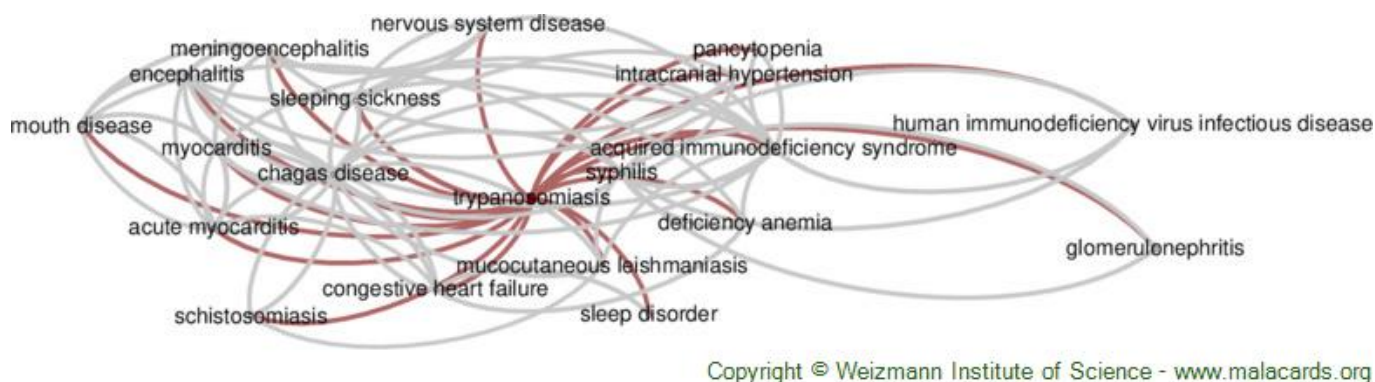 nervous system disease
meningoencephalitis
pancytopenia
encephalitis
intracranial hypertension
sleeping sickness
mouth disease
human immunodeficiency virus infectious disease
myocarditis
acquired immunodeficiency syndrome
chagas disease
syphilis
trypanosomiasis
acute myocarditis
deficiency anemia
glomerulonephritis
mucocutaneous leishmaniasis
congestive heart failure
schistosomiasis
sleep disorder
Copyright © Weizmann Institute of Science - www.malacards.org